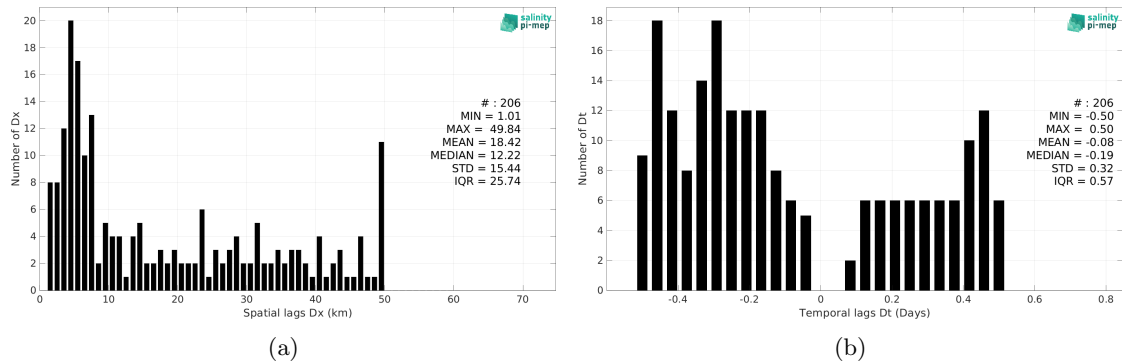 20
18
16
14
12
10
8
6
4
2
0
Number of Dx
salinity
pi-mep
# : 206
MIN = 1.01
MAX = 49.84
MEAN = 18.42
MEDIAN = 12.22
STD = 15.44
IQR = 25.74
0 10 20 30 40 50 60 70
Spatial lags Dx (km)
(a)
18
16
14
12
10
8
6
4
2
0
Number of Dt
salinity
pi-mep
# : 206
MIN = -0.50
MAX = 0.50
MEAN = -0.08
MEDIAN = -0.19
STD = 0.32
IQR = 0.57
-0.4 -0.2 0 0.2 0.4 0.6 0.8
Temporal lags Dt (Days)
(b)